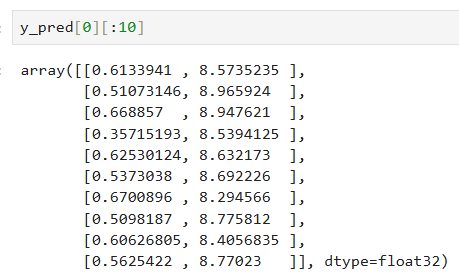 y_pred[0][:10]
array([[0.6133941 , 8.5735235 ],
       [0.51073146, 8.965924  ],
       [0.668857  , 8.947621  ],
       [0.35715193, 8.5394125 ],
       [0.62530124, 8.632173  ],
       [0.5373038 , 8.692226  ],
       [0.6700896 , 8.294566  ],
       [0.5098187 , 8.775812  ],
       [0.60626805, 8.4056835 ],
       [0.5625422 , 8.77023   ]], dtype=float32)